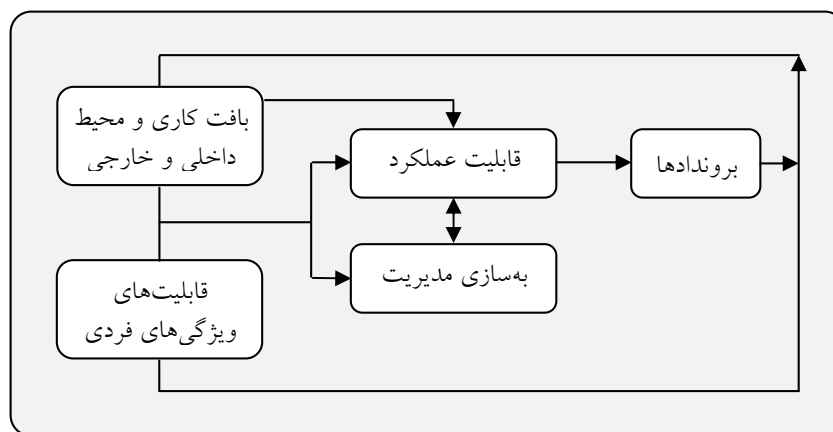 بافت کاری و محیط
داخلی و خارجی
قابلیت عملکرد
بروندادها
به‌سازی مدیریت
قابلیت‌های
ویژگی‌های فردی